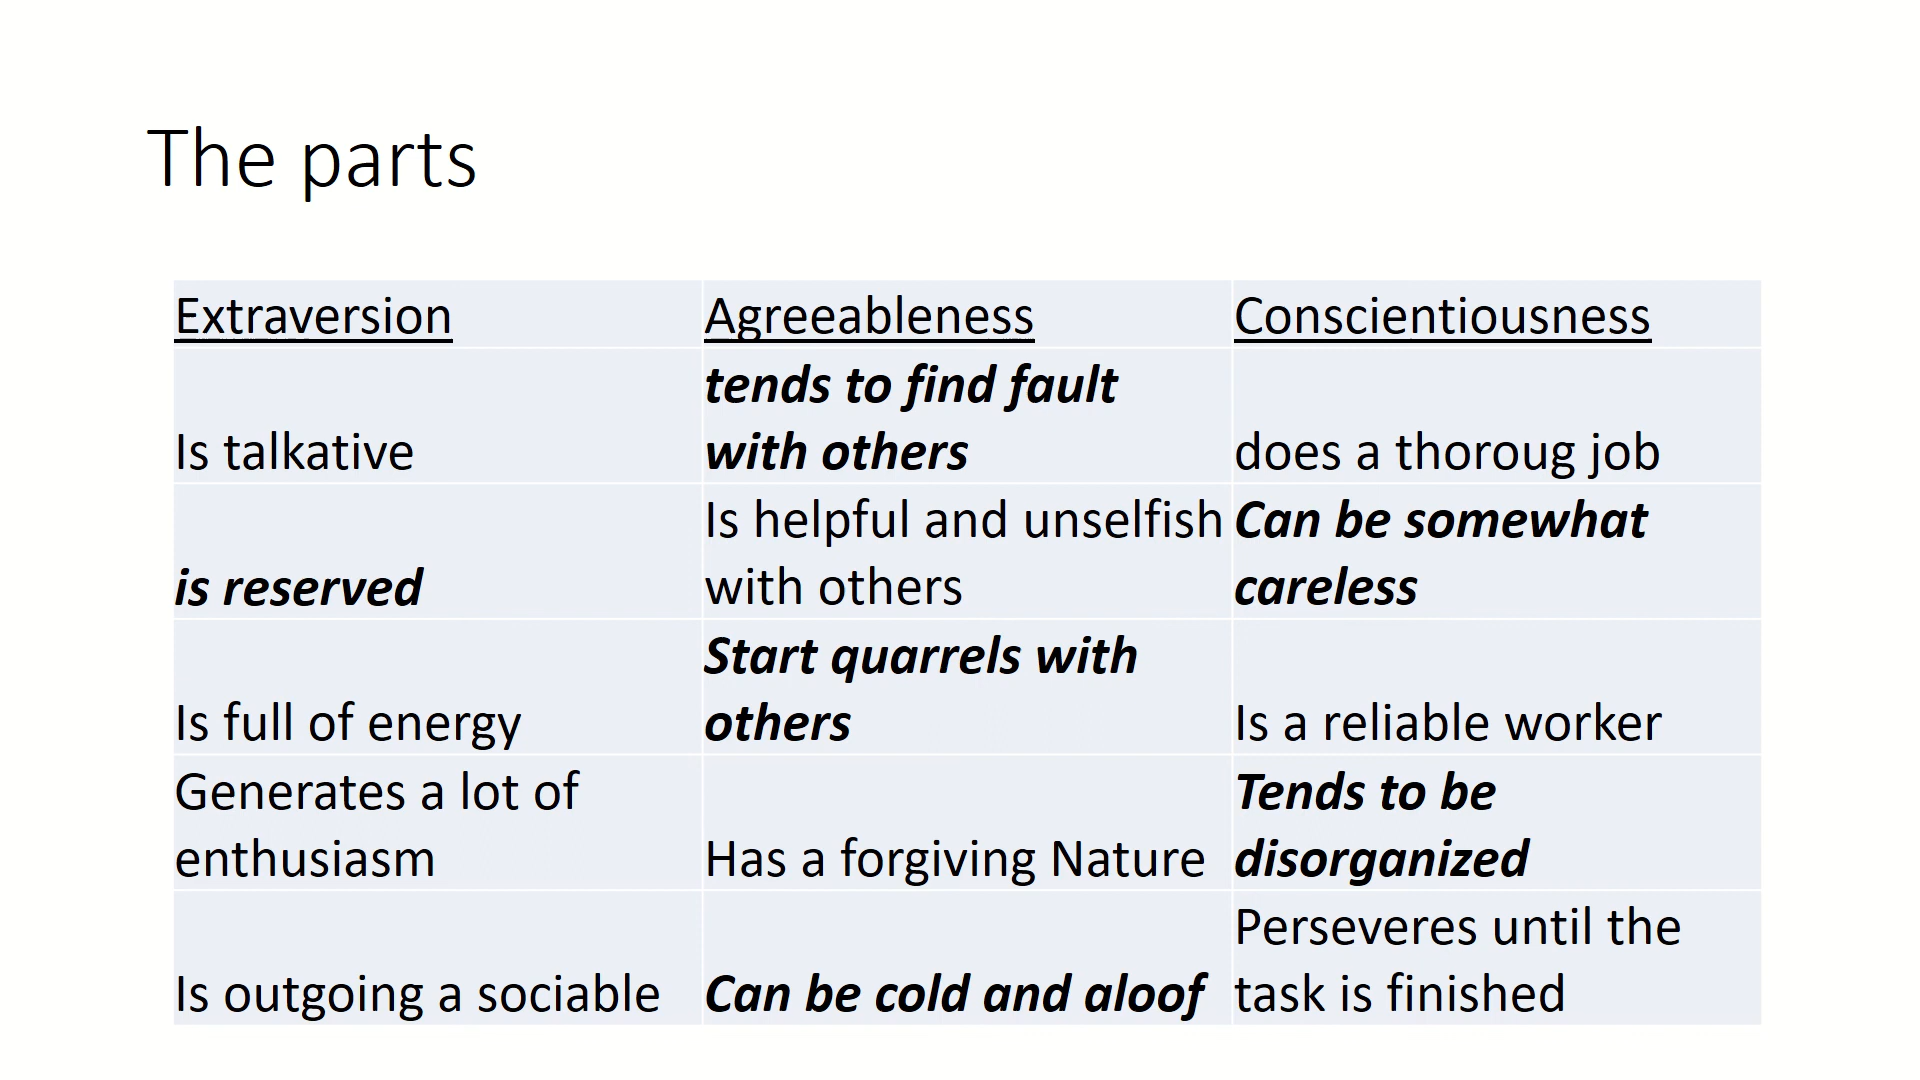 The parts
Extraversion Agreeableness Conscientiousness
Is talkative
tends to find fault
with others
does a thoroug job
is reserved
Is helpful and unselfish
with others
Can be somewhat
careless
Is full of energy
Start quarrels with
others
Is a reliable worker
Generates a lot of
enthusiasm
Has a forgiving Nature
Tends to be
disorganized
Is outgoing a sociable
Can be cold and aloof
Perseveres until the
task is finished